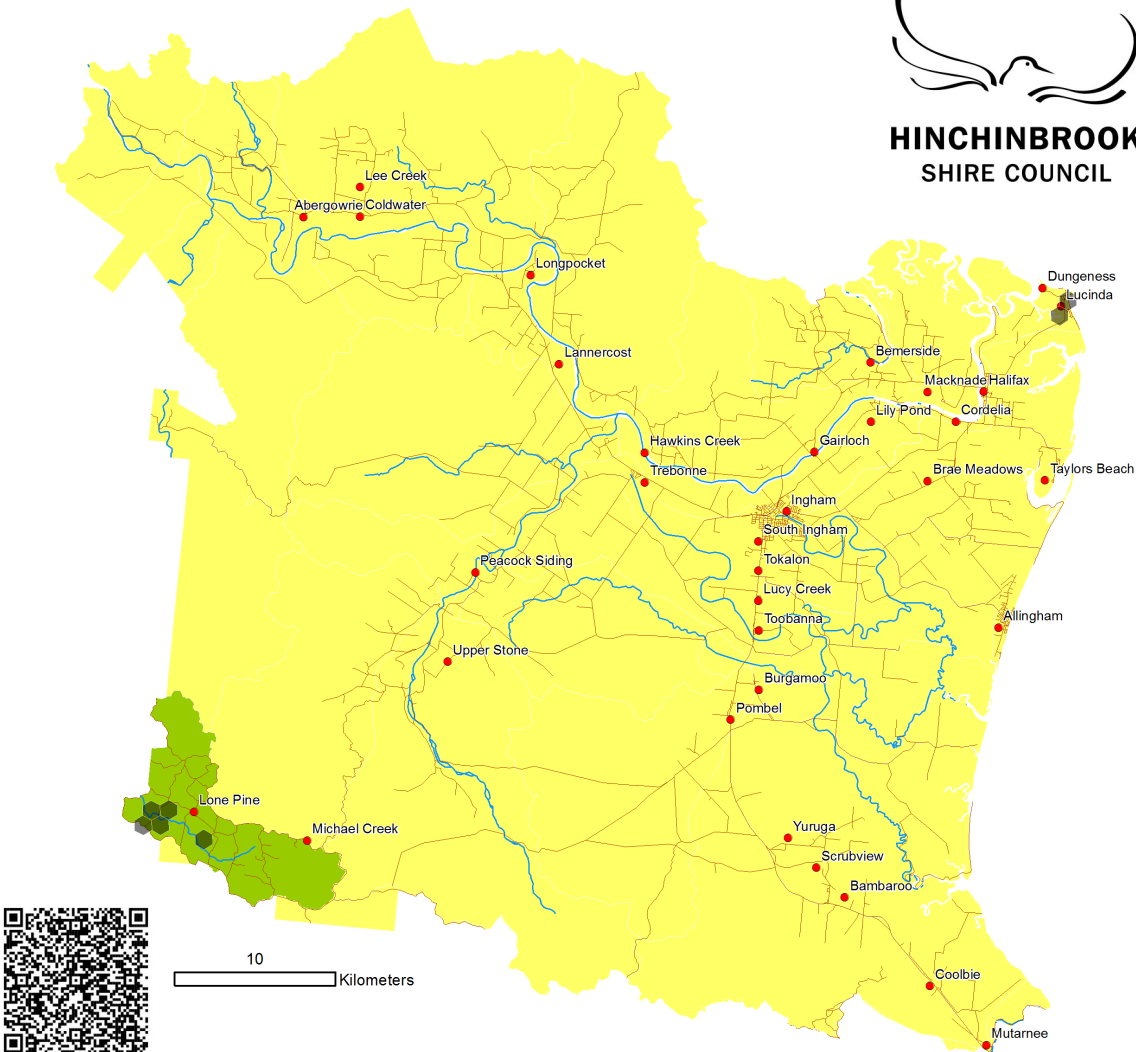 HINCHINBROOK
SHIRE COUNCIL
Lee Creek
Abergowrie Coldwater
Longpocket
Dungeness
Lucinda
Lannercost
Bemerside
Macknade Halifax
Lily Pond
Cordelia
Hawkins Creek
Gairloch
Trebonne
Brae Meadows
Taylors Beach
Ingham
South Ingham
Peacock Siding
Tokalon
Lucy Creek
Toobanna
Allingham
Upper Stone
Burgamoo
Pombel
Lone Pine
Michael Creek
Yuruga
Scrubview
Bambaroo
10
Kilometers
Coolbie
Mutarnee